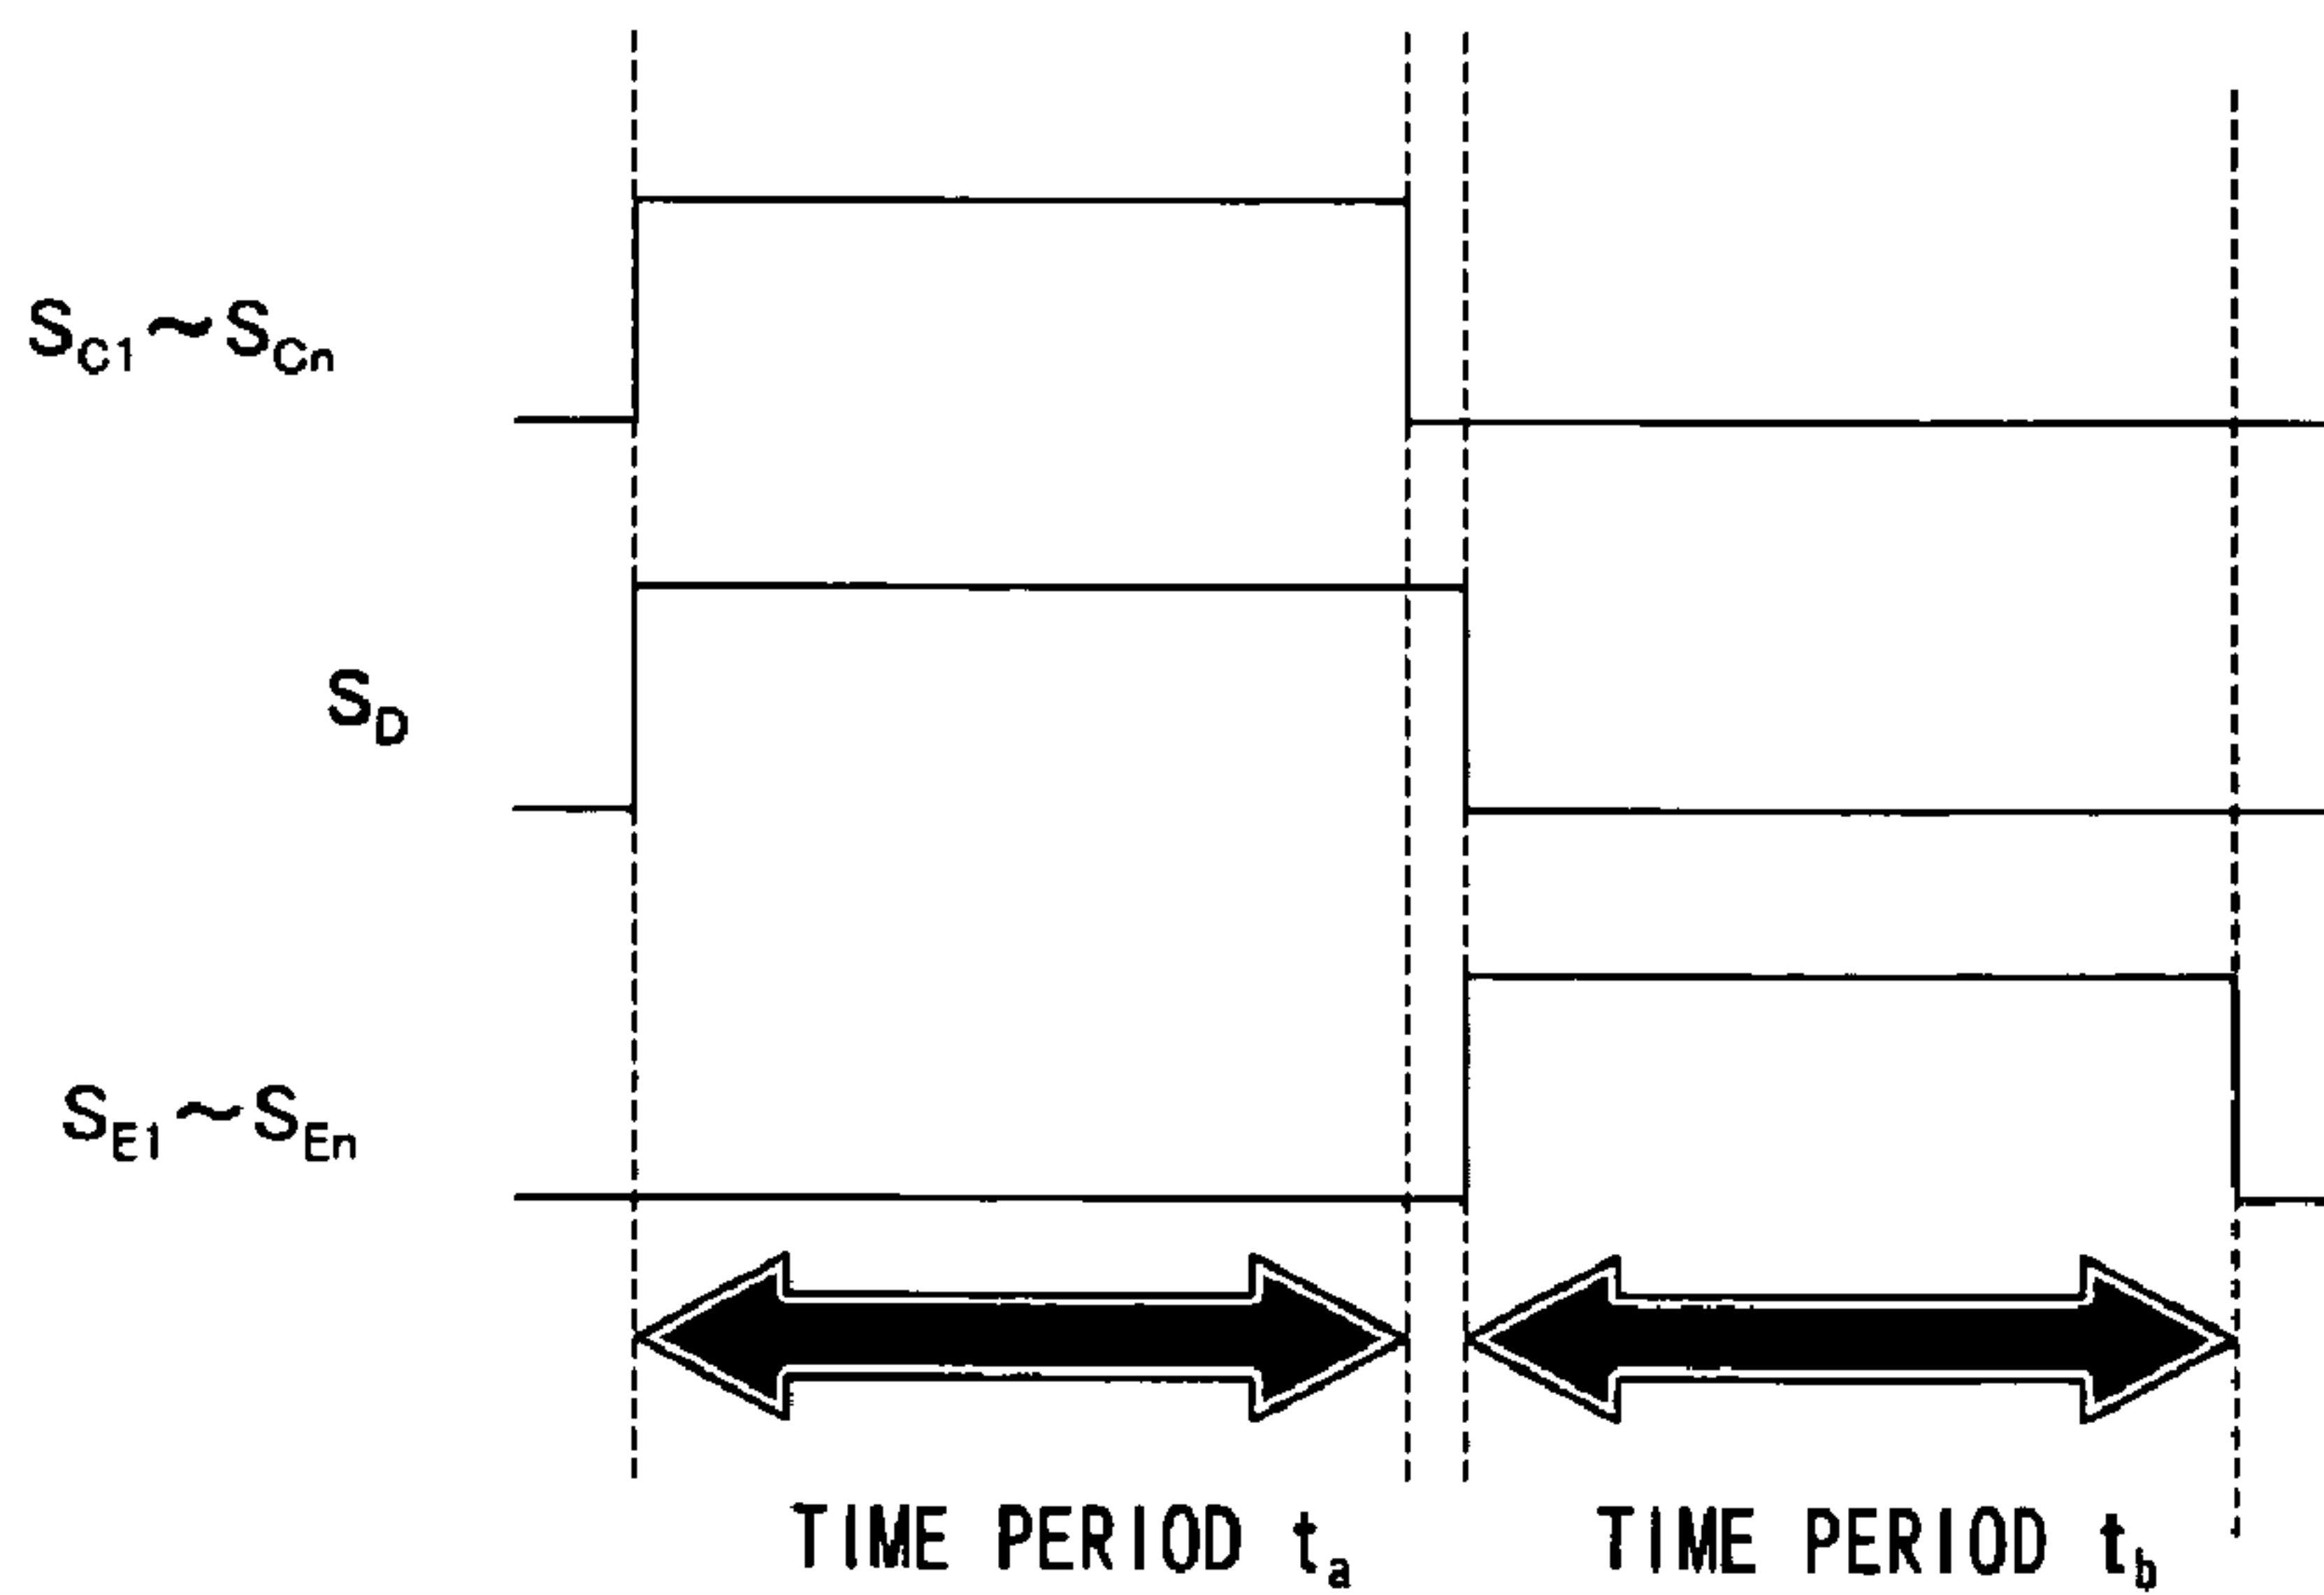 S_C1～S_Cn
S_D
S_E1～S_En
TIME PERIOD t_a TIME PERIOD t_b